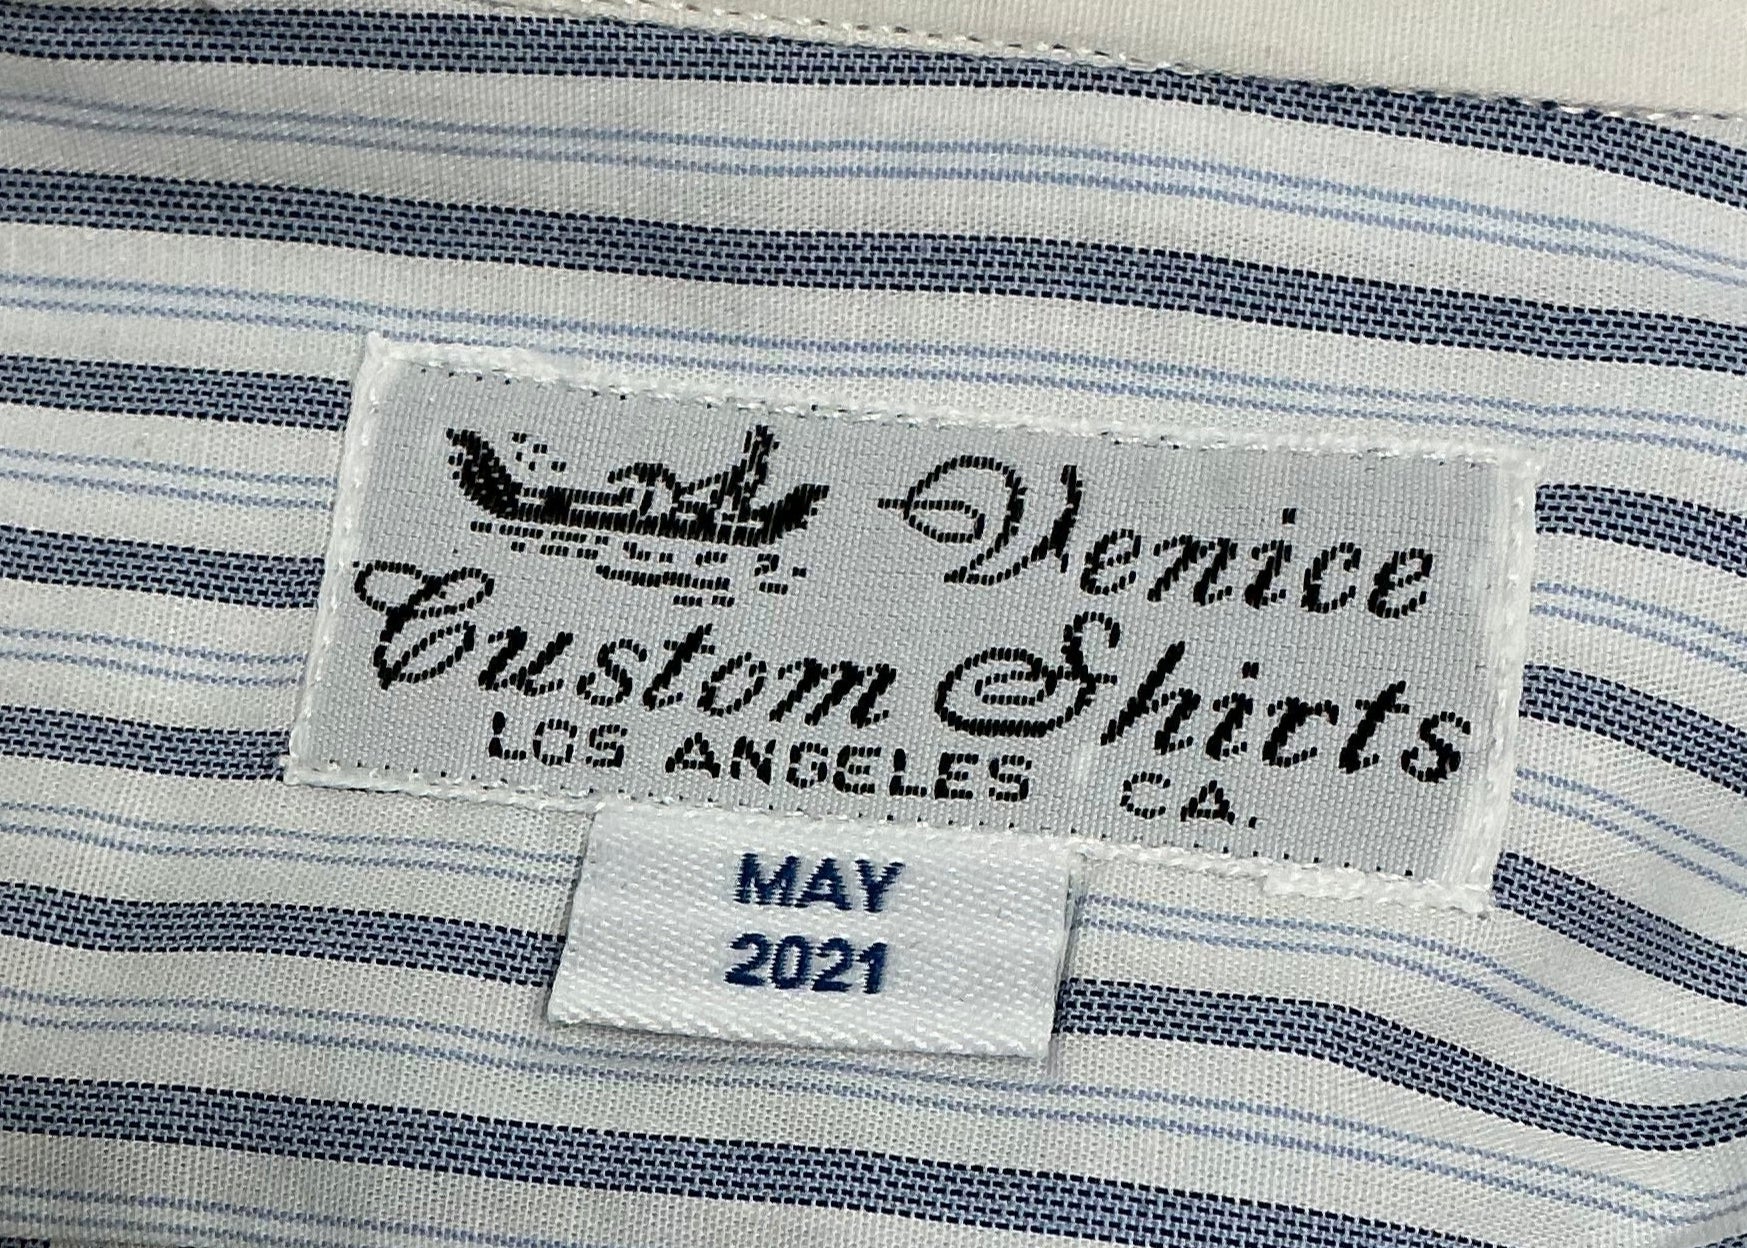 Venice
Custom Shirts
LOS ANGELES CA.
MAY
2021